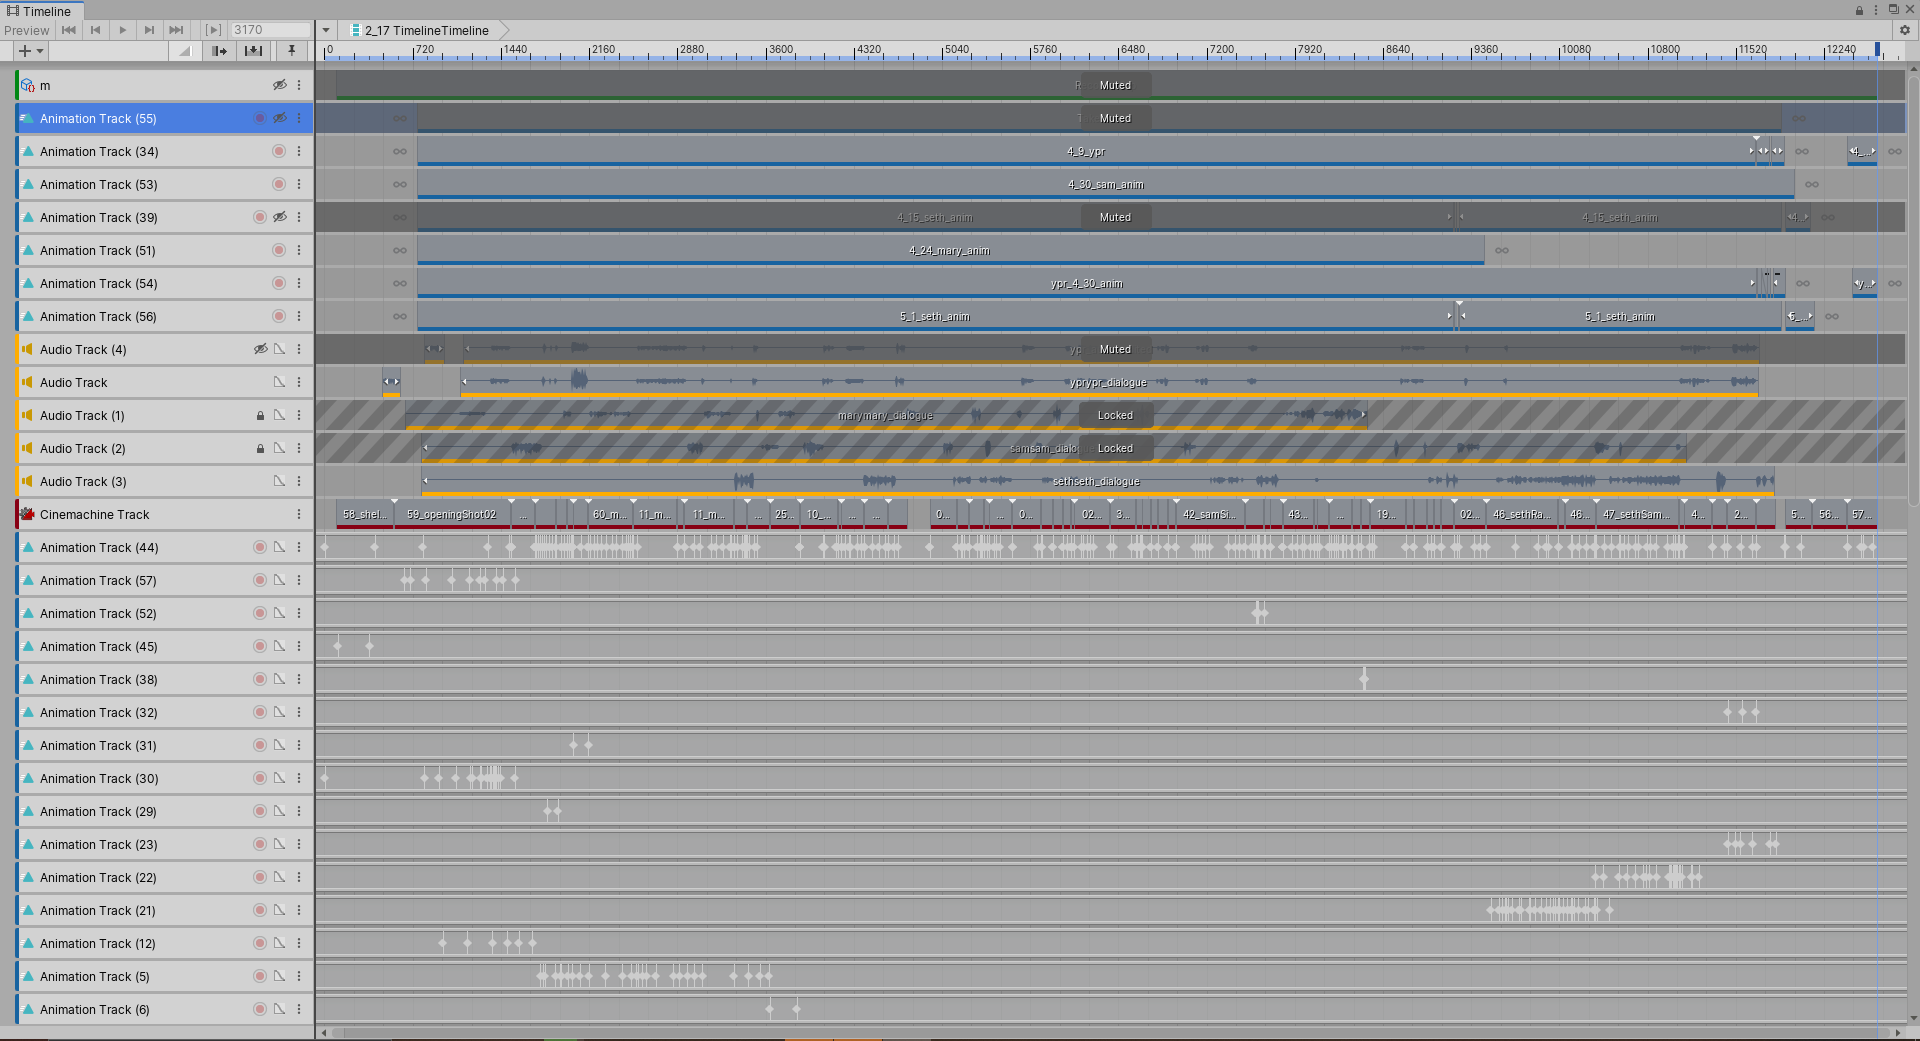 Timeline
Preview
3170
2_17 TimelineTimeline
0 720 1440 2160 2880 3600 4320 5040 5760 6480 7200 7920 8640 9360 10080 10800 11520 12240
m
Muted
Animation Track (55)
Muted
Animation Track (34)
4_9_ypr
4_...
Animation Track (53)
4_30_sam_anim
Animation Track (39)
4_15_seth_anim
Muted
4_15_seth_anim
4...
Animation Track (51)
4_24_mary_anim
Animation Track (54)
ypr_4_30_anim
y...
Animation Track (56)
5_1_seth_anim
5_1_seth_anim
5_...
Audio Track (4)
Muted
Audio Track
yprypr_dialogue
Audio Track (1)
marymary_dialogue
Locked
Audio Track (2)
samsam_dialo
Locked
Audio Track (3)
sethseth_dialogue
Cinemachine Track
58_shel... 59_openingShot02 ... 60_m... 11_m... 11_m... ... 25... 10_... ... ... 0... ... 0... 02... 3... 42_samSi... 43... ... 19... 02... 46_sethRa... 46... 47_sethSam... 4... 2... 5... 56... 57...
Animation Track (44)
Animation Track (57)
Animation Track (52)
Animation Track (45)
Animation Track (38)
Animation Track (32)
Animation Track (31)
Animation Track (30)
Animation Track (29)
Animation Track (23)
Animation Track (22)
Animation Track (21)
Animation Track (12)
Animation Track (5)
Animation Track (6)